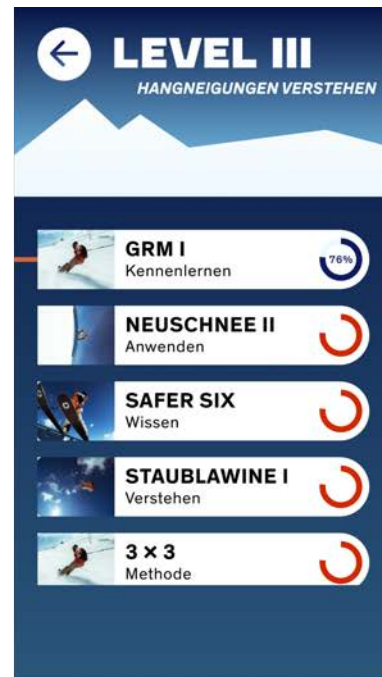 LEVEL III
HANGNEIGUNGEN VERSTEHEN
GRM I
Kennenlernen
76%
NEUSCHNEE II
Anwenden
SAFER SIX
Wissen
STAUBLAWINE I
Verstehen
3 × 3
Methode